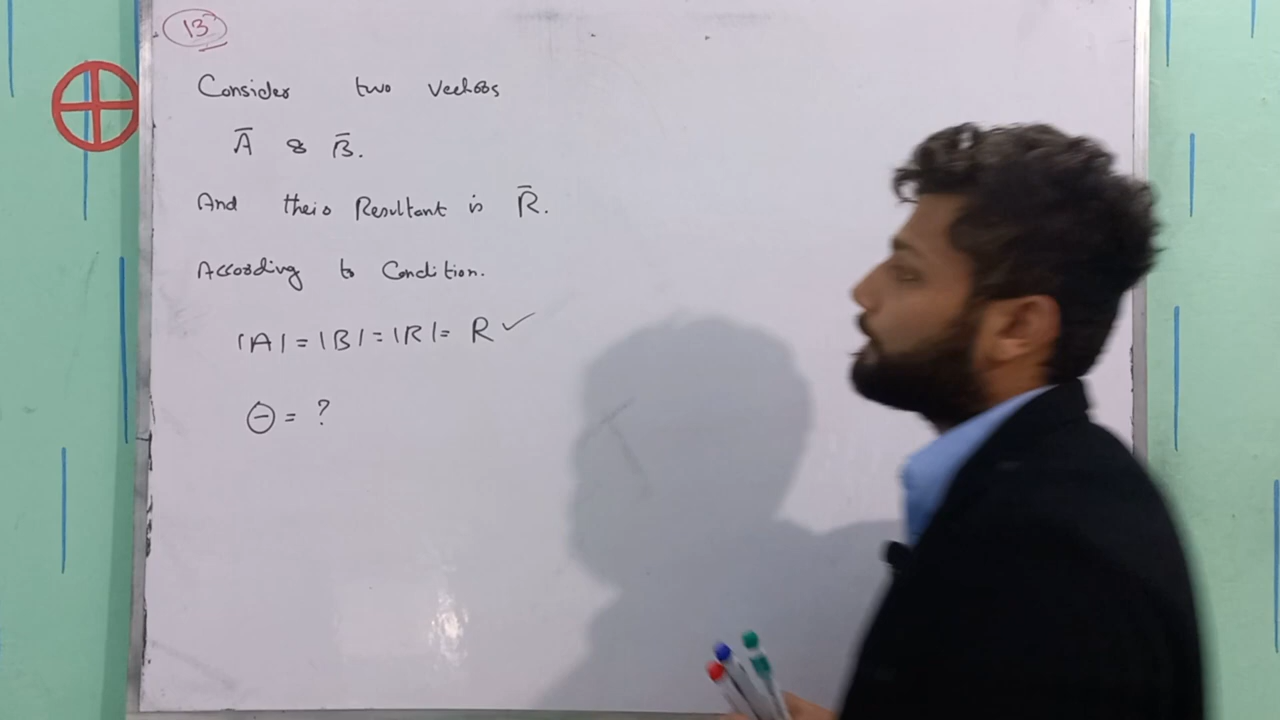 13
Consider two Vectors
Ā & B̄.
And their Resultant is R̄.
According to Condition.
|A| = |B| = |R| = R ✓
Θ = ?